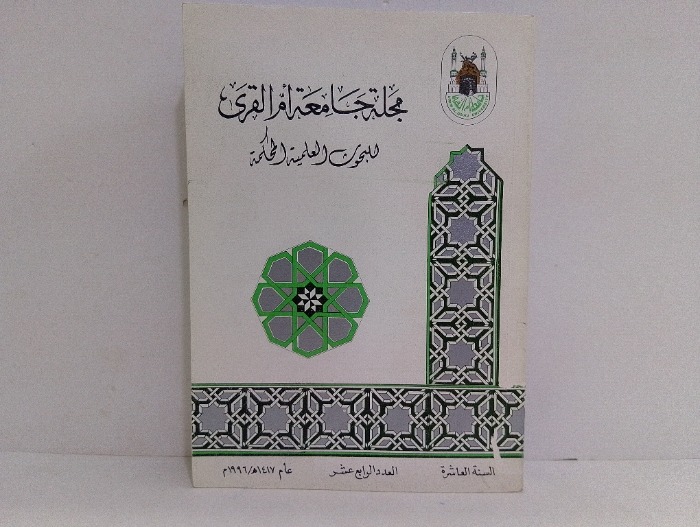 مجلة جامعة أم القرى
للبحوث العلمية المحكمة
السنة العاشرة العدد الرابع عشر عام ١٤١٧هـ/١٩٩٦م